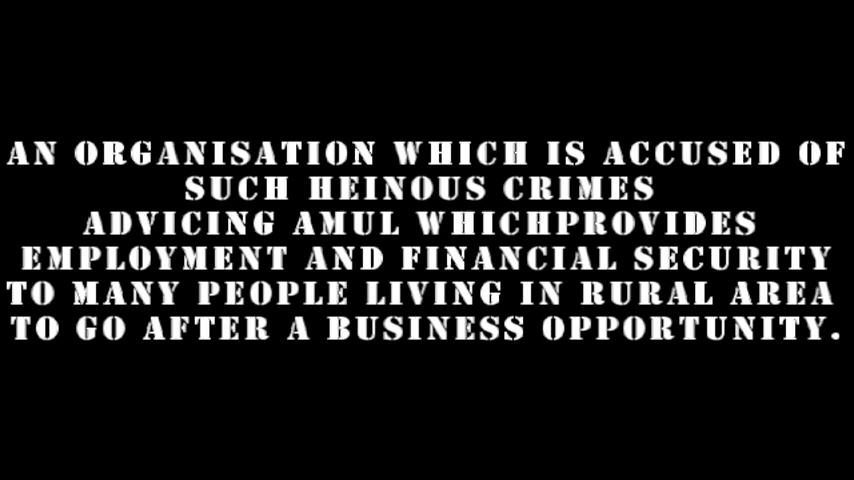 AN ORGANISATION WHICH IS ACCUSED OF
SUCH HEINOUS CRIMES
ADVICING AMUL WHICHPROVIDES
EMPLOYMENT AND FINANCIAL SECURITY
TO MANY PEOPLE LIVING IN RURAL AREA
TO GO AFTER A BUSINESS OPPORTUNITY.